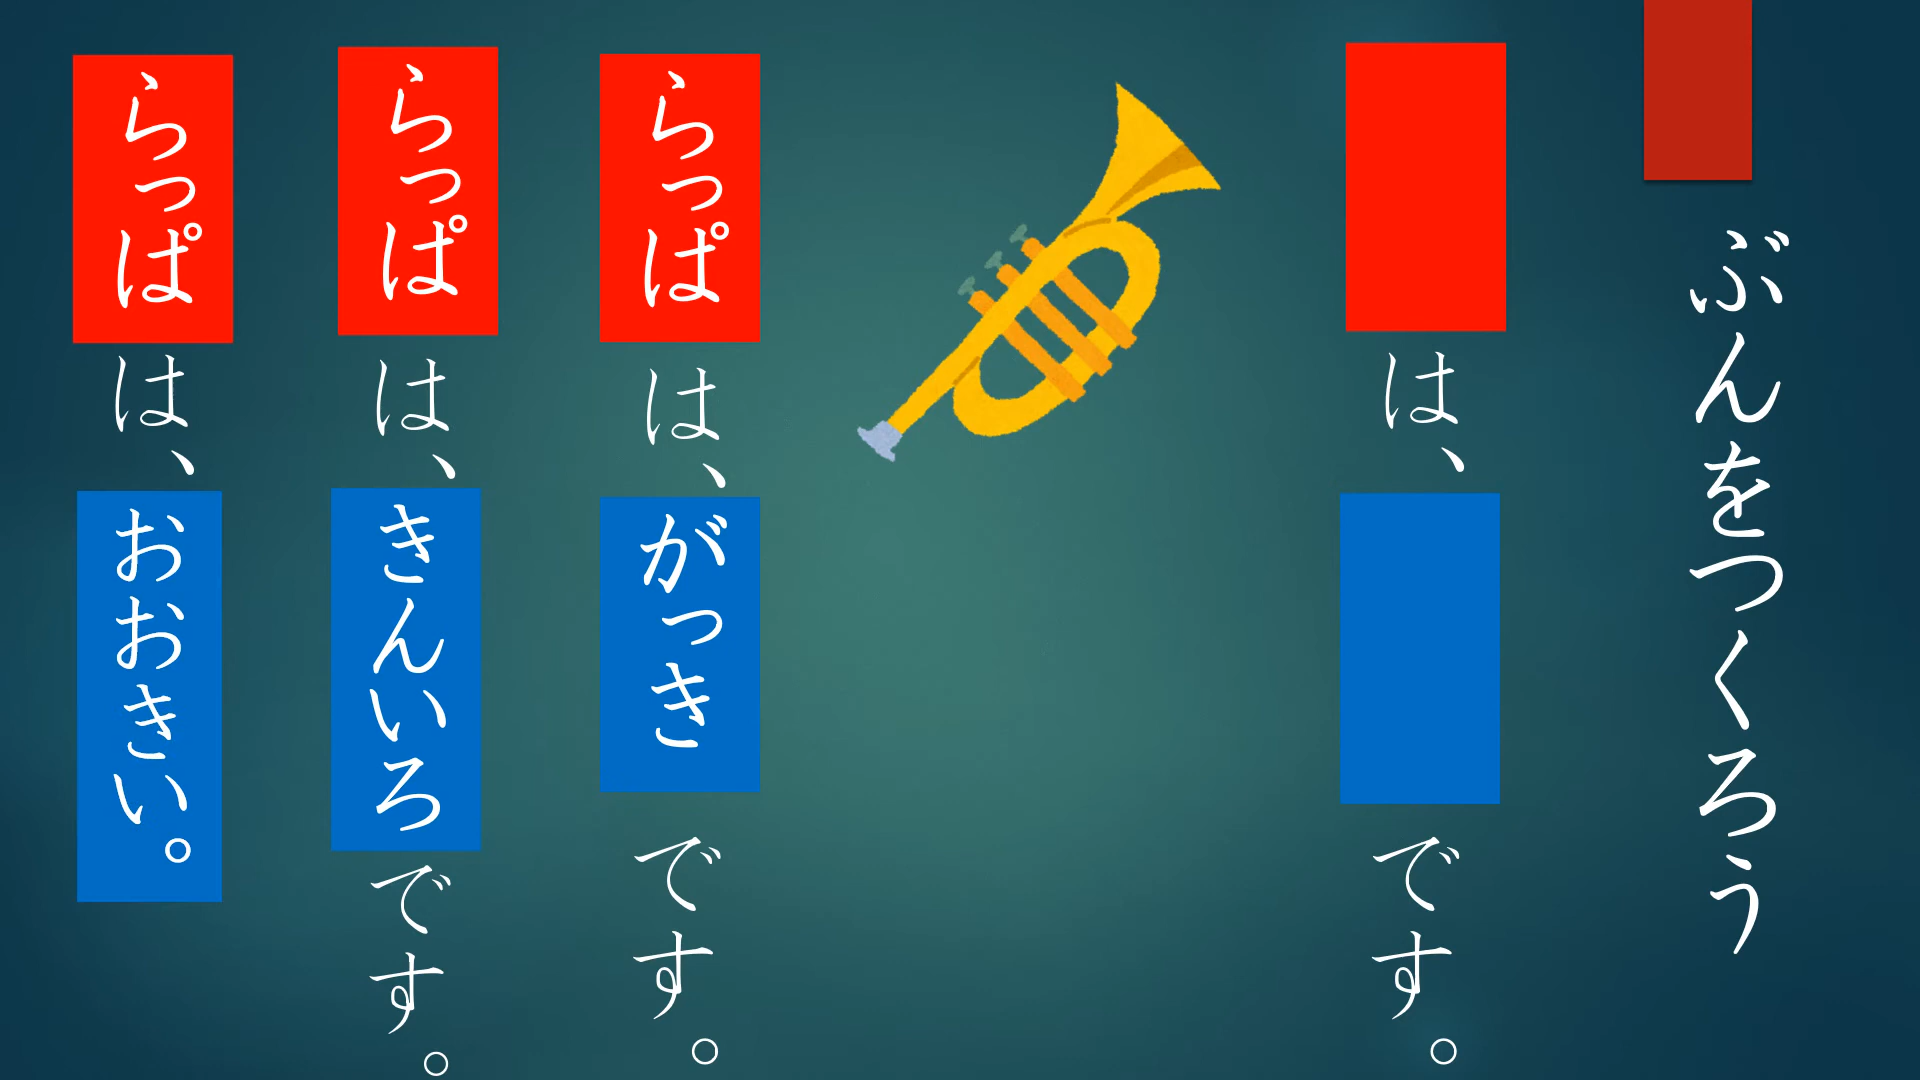 ぶんをつくろう
は、です。
らっぱは、がっきです。
らっぱは、きんいろです。
らっぱは、おおきい。